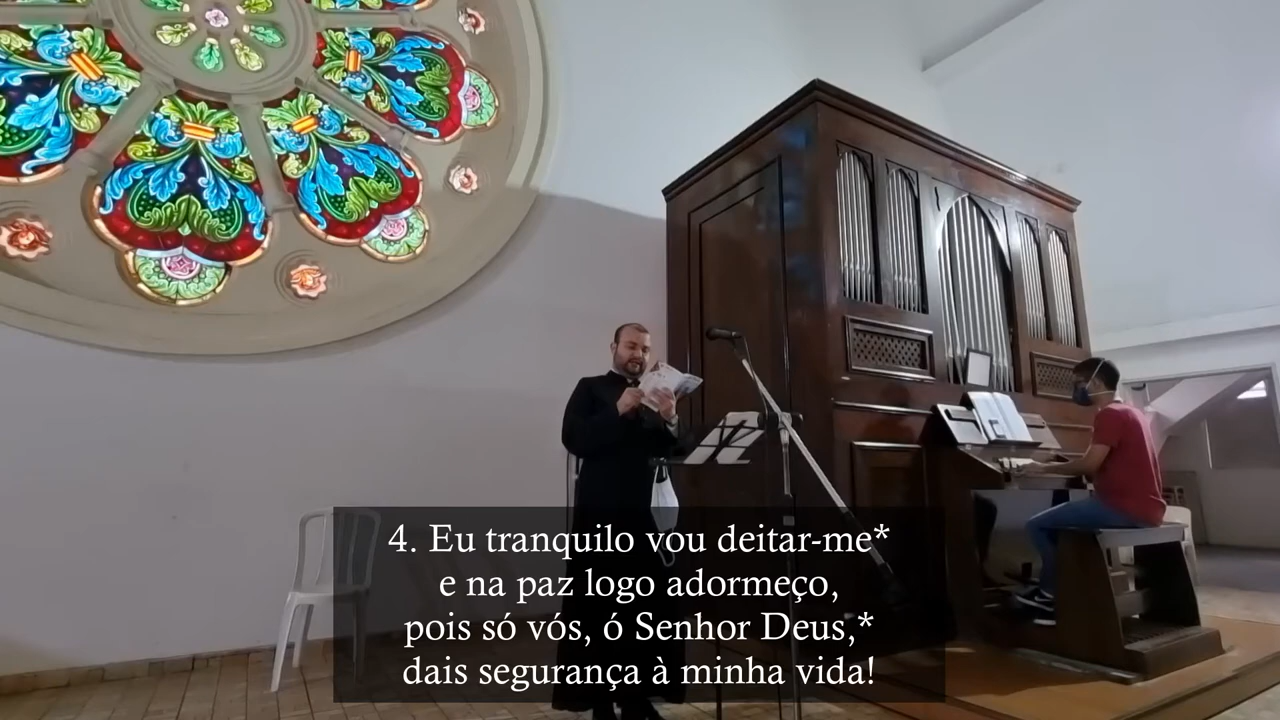 4. Eu tranquilo vou deitar-me*
e na paz logo adormeço,
pois só vós, ó Senhor Deus,*
dais segurança à minha vida!